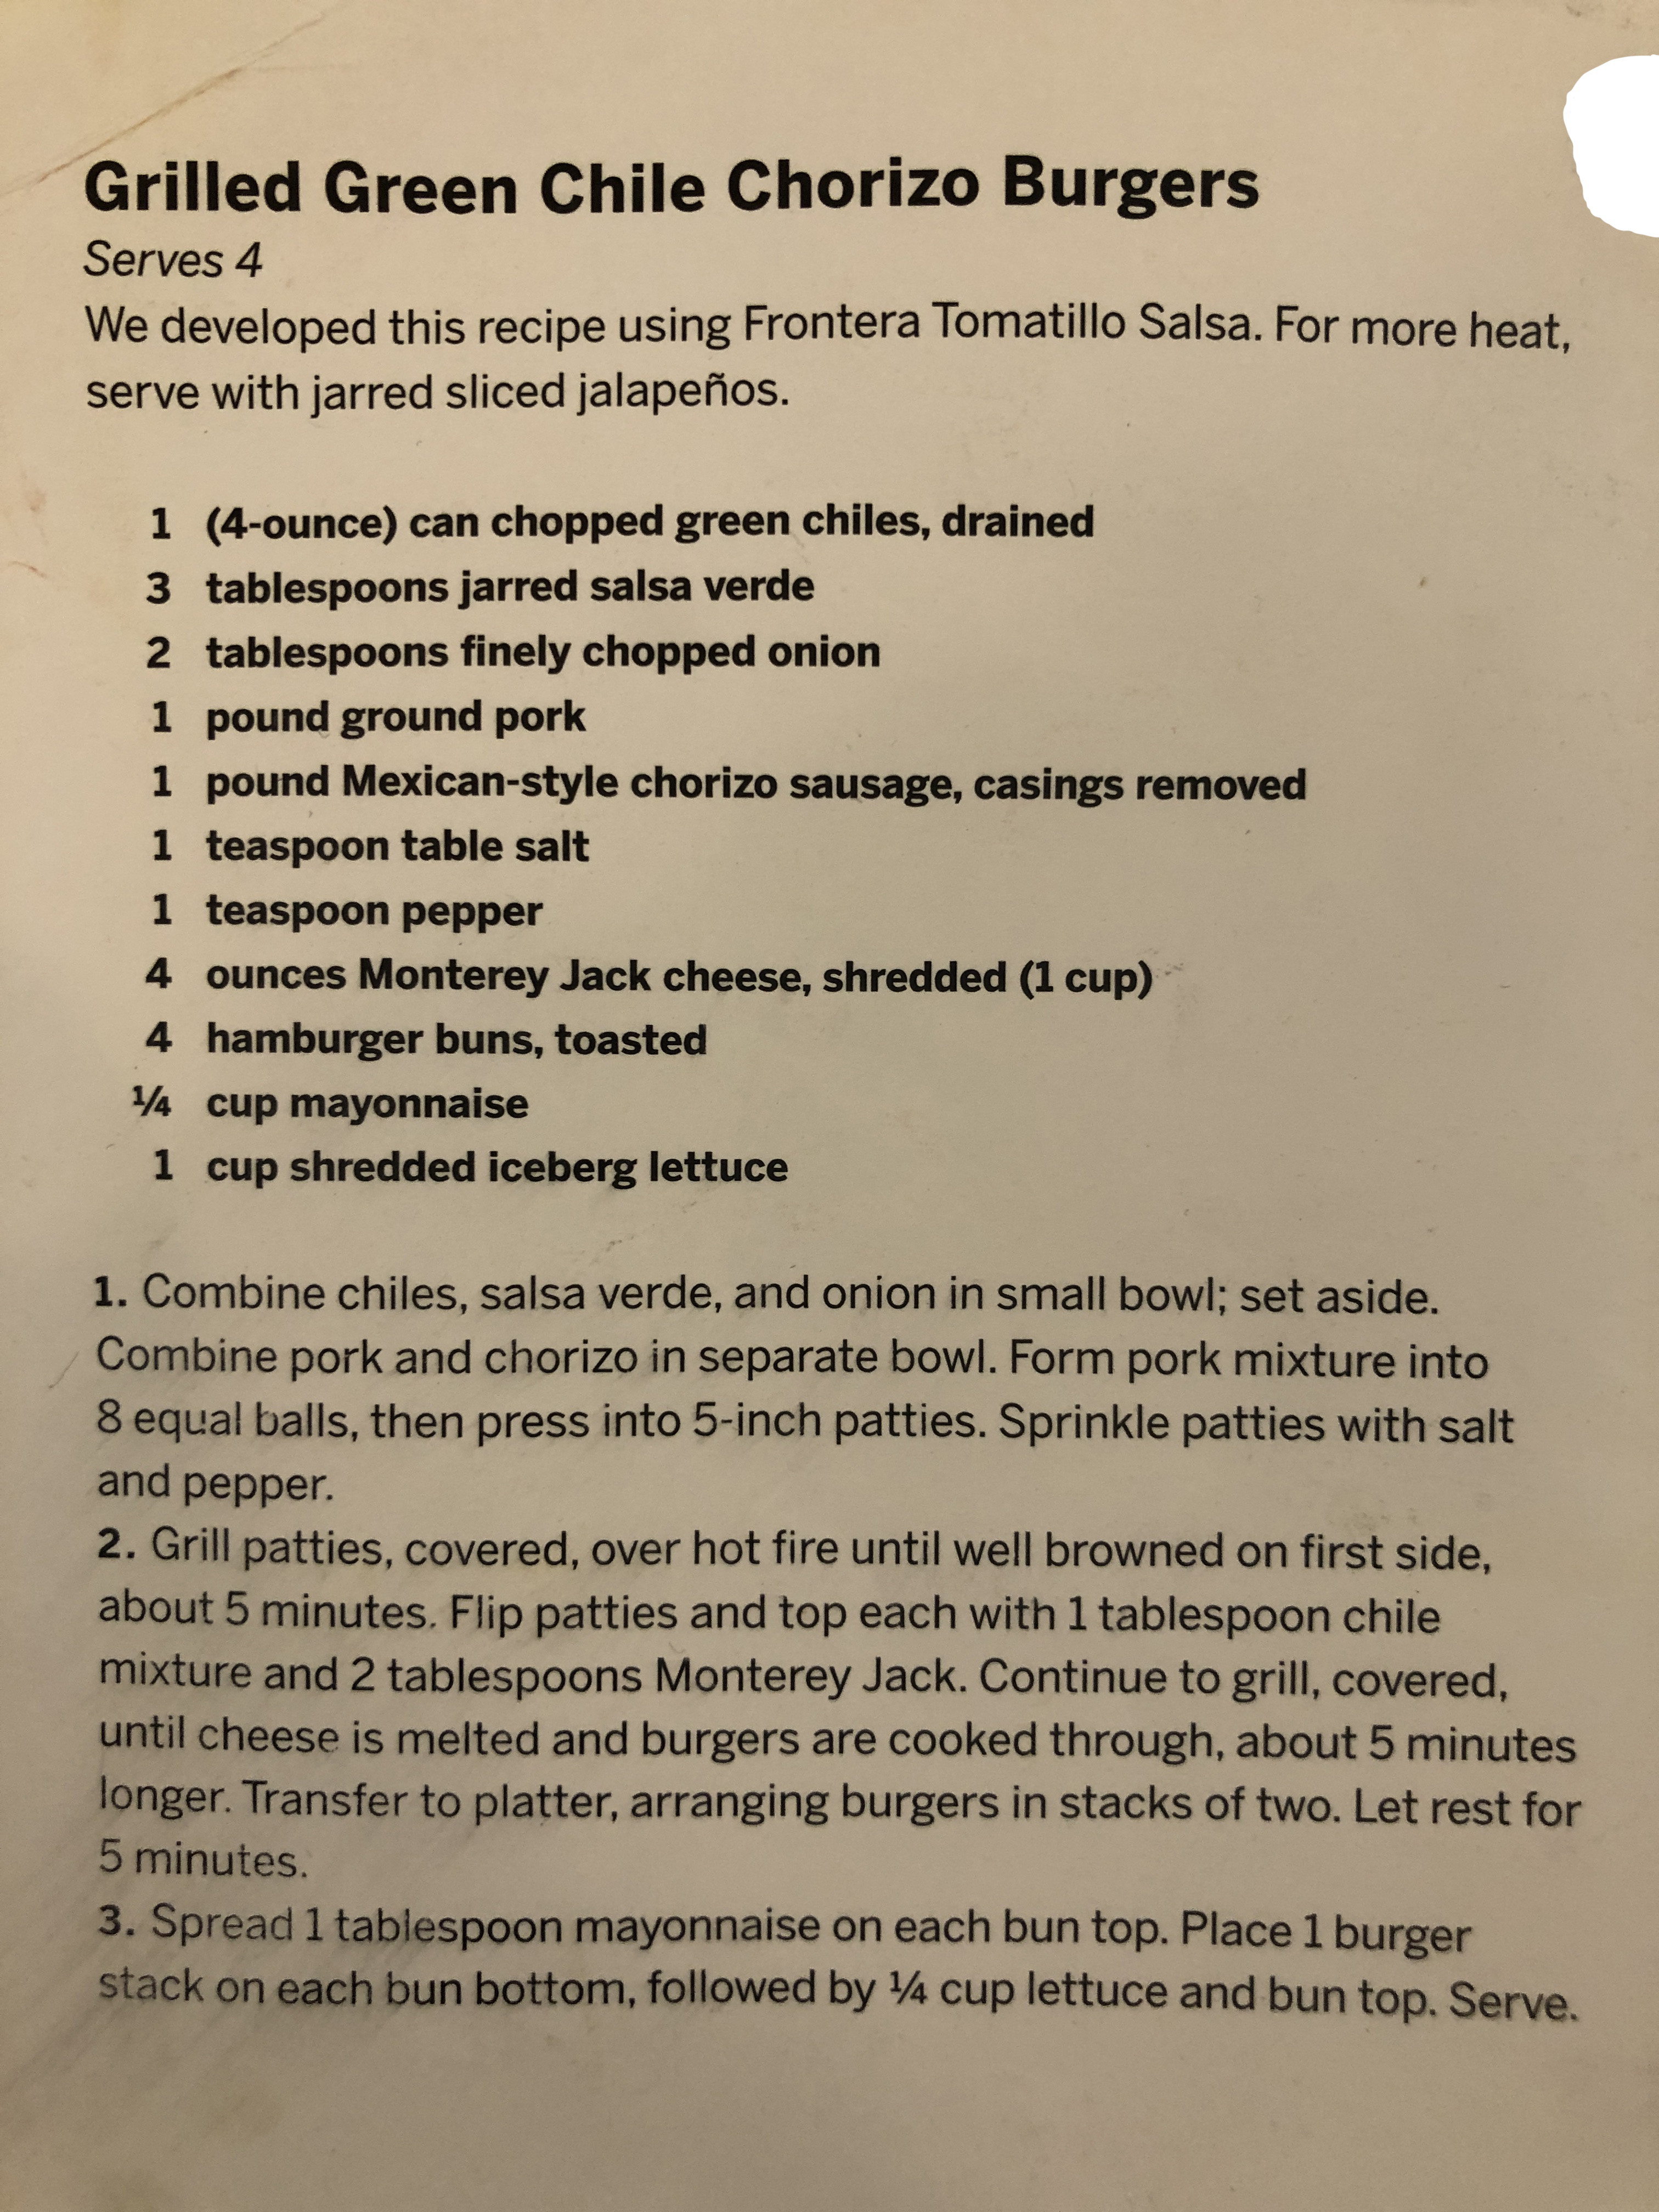 Grilled Green Chile Chorizo Burgers
Serves 4
We developed this recipe using Frontera Tomatillo Salsa. For more heat,
serve with jarred sliced jalapeños.
1 (4-ounce) can chopped green chiles, drained
3 tablespoons jarred salsa verde
2 tablespoons finely chopped onion
1 pound ground pork
1 pound Mexican-style chorizo sausage, casings removed
1 teaspoon table salt
1 teaspoon pepper
4 ounces Monterey Jack cheese, shredded (1 cup)
4 hamburger buns, toasted
¼ cup mayonnaise
1 cup shredded iceberg lettuce
1. Combine chiles, salsa verde, and onion in small bowl; set aside.
Combine pork and chorizo in separate bowl. Form pork mixture into
8 equal balls, then press into 5-inch patties. Sprinkle patties with salt
and pepper.
2. Grill patties, covered, over hot fire until well browned on first side,
about 5 minutes. Flip patties and top each with 1 tablespoon chile
mixture and 2 tablespoons Monterey Jack. Continue to grill, covered,
until cheese is melted and burgers are cooked through, about 5 minutes
longer. Transfer to platter, arranging burgers in stacks of two. Let rest for
5 minutes.
3. Spread 1 tablespoon mayonnaise on each bun top. Place 1 burger
stack on each bun bottom, followed by ¼ cup lettuce and bun top. Serve.